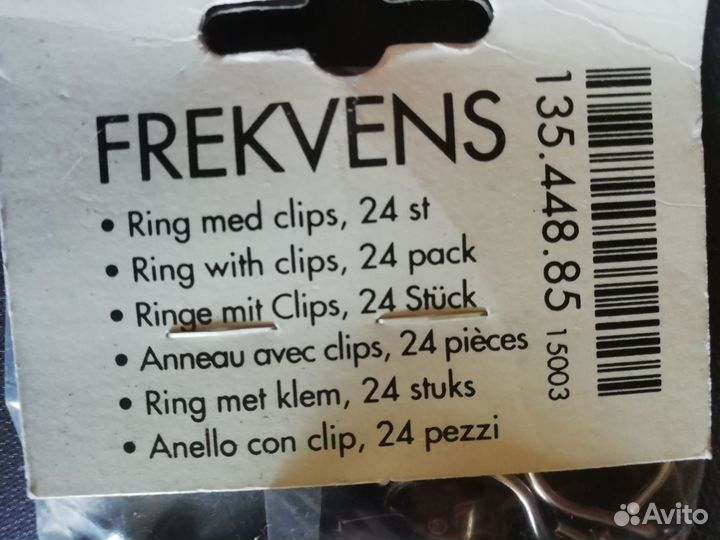 FREKVENS
• Ring med clips, 24 st
• Ring with clips, 24 pack
• Ringe mit Clips, 24 Stück
• Anneau avec clips, 24 pièces
• Ring met klem, 24 stuks
• Anello con clip, 24 pezzi
135.448.85
15003
Avito